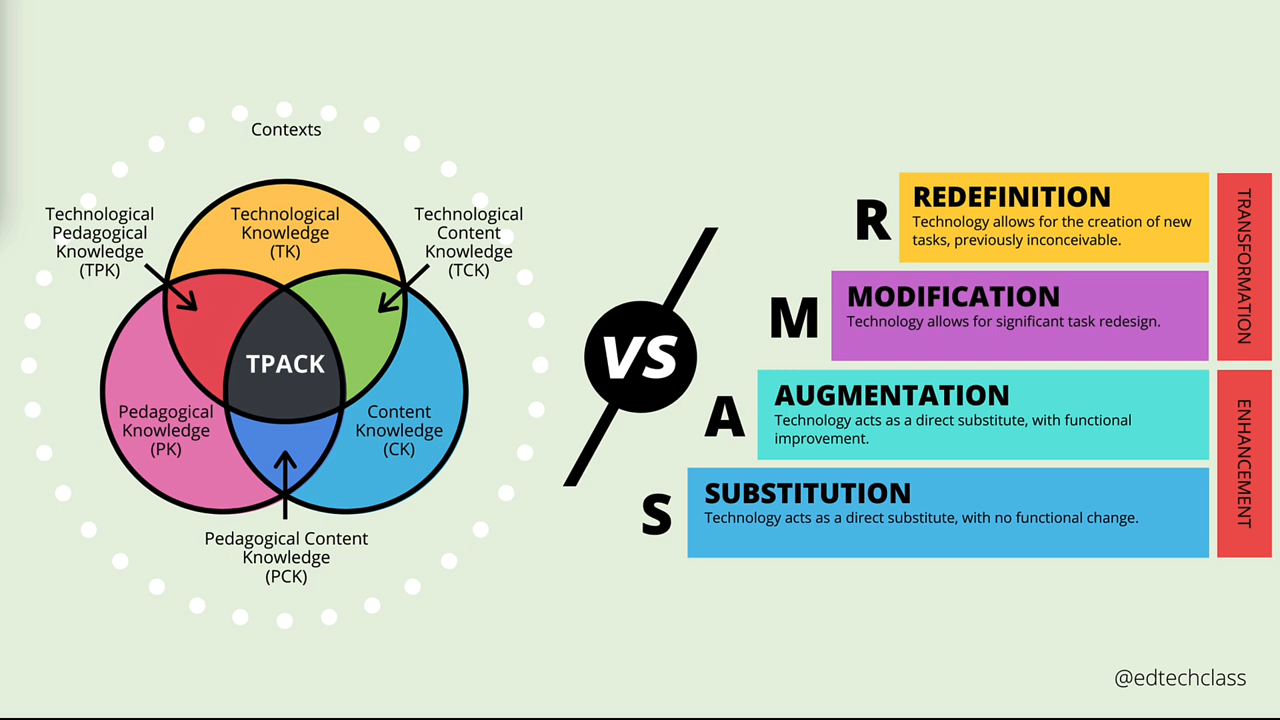 Contexts
Technological
Pedagogical
Knowledge
(TPK)
Technological
Knowledge
(TK)
Technological
Content
Knowledge
(TCK)
TPACK
Pedagogical
Knowledge
(PK)
Content
Knowledge
(CK)
Pedagogical Content
Knowledge
(PCK)
VS
R
REDEFINITION
Technology allows for the creation of new
tasks, previously inconceivable.
M
MODIFICATION
Technology allows for significant task redesign.
TRANSFORMATION
A
AUGMENTATION
Technology acts as a direct substitute, with functional
improvement.
S
SUBSTITUTION
Technology acts as a direct substitute, with no functional change.
ENHANCEMENT
@edtechclass